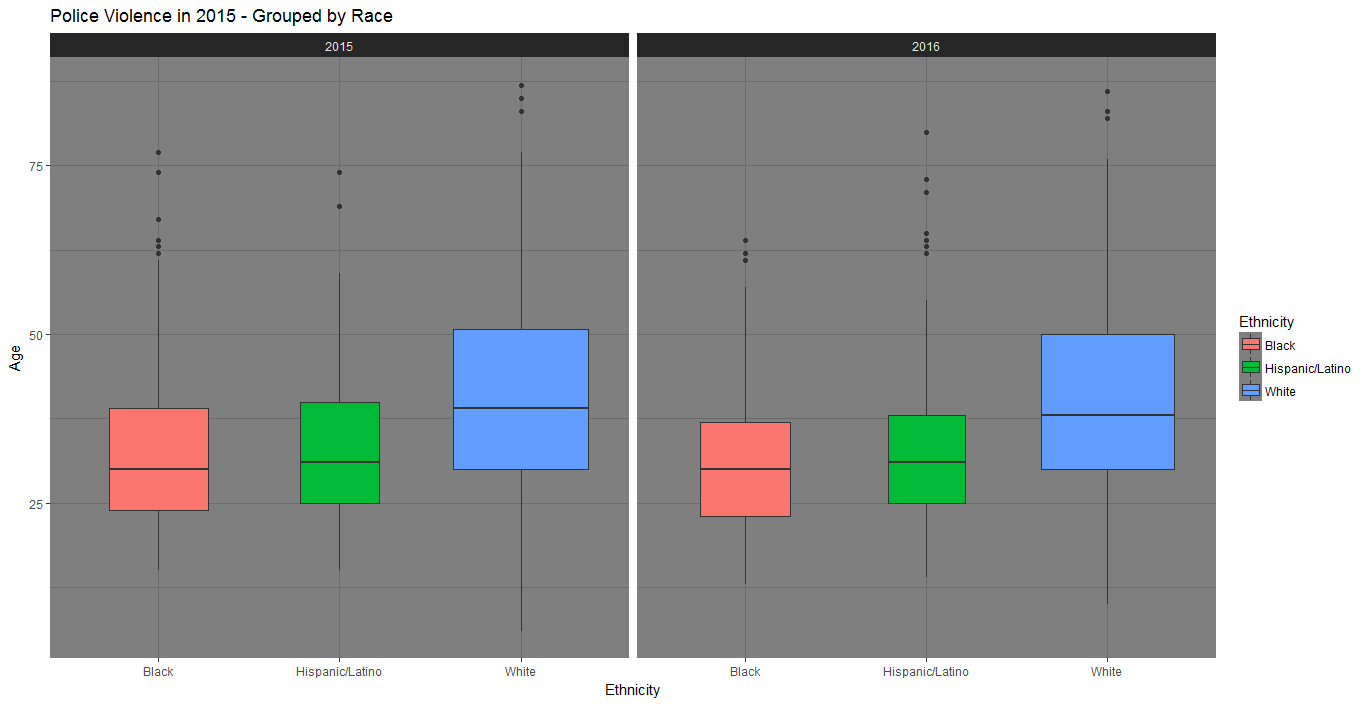 Police Violence in 2015 - Grouped by Race
2015
2016
75
50
25
Age
Black
Hispanic/Latino
White
Black
Hispanic/Latino
White
Ethnicity
Ethnicity
Black
Hispanic/Latino
White